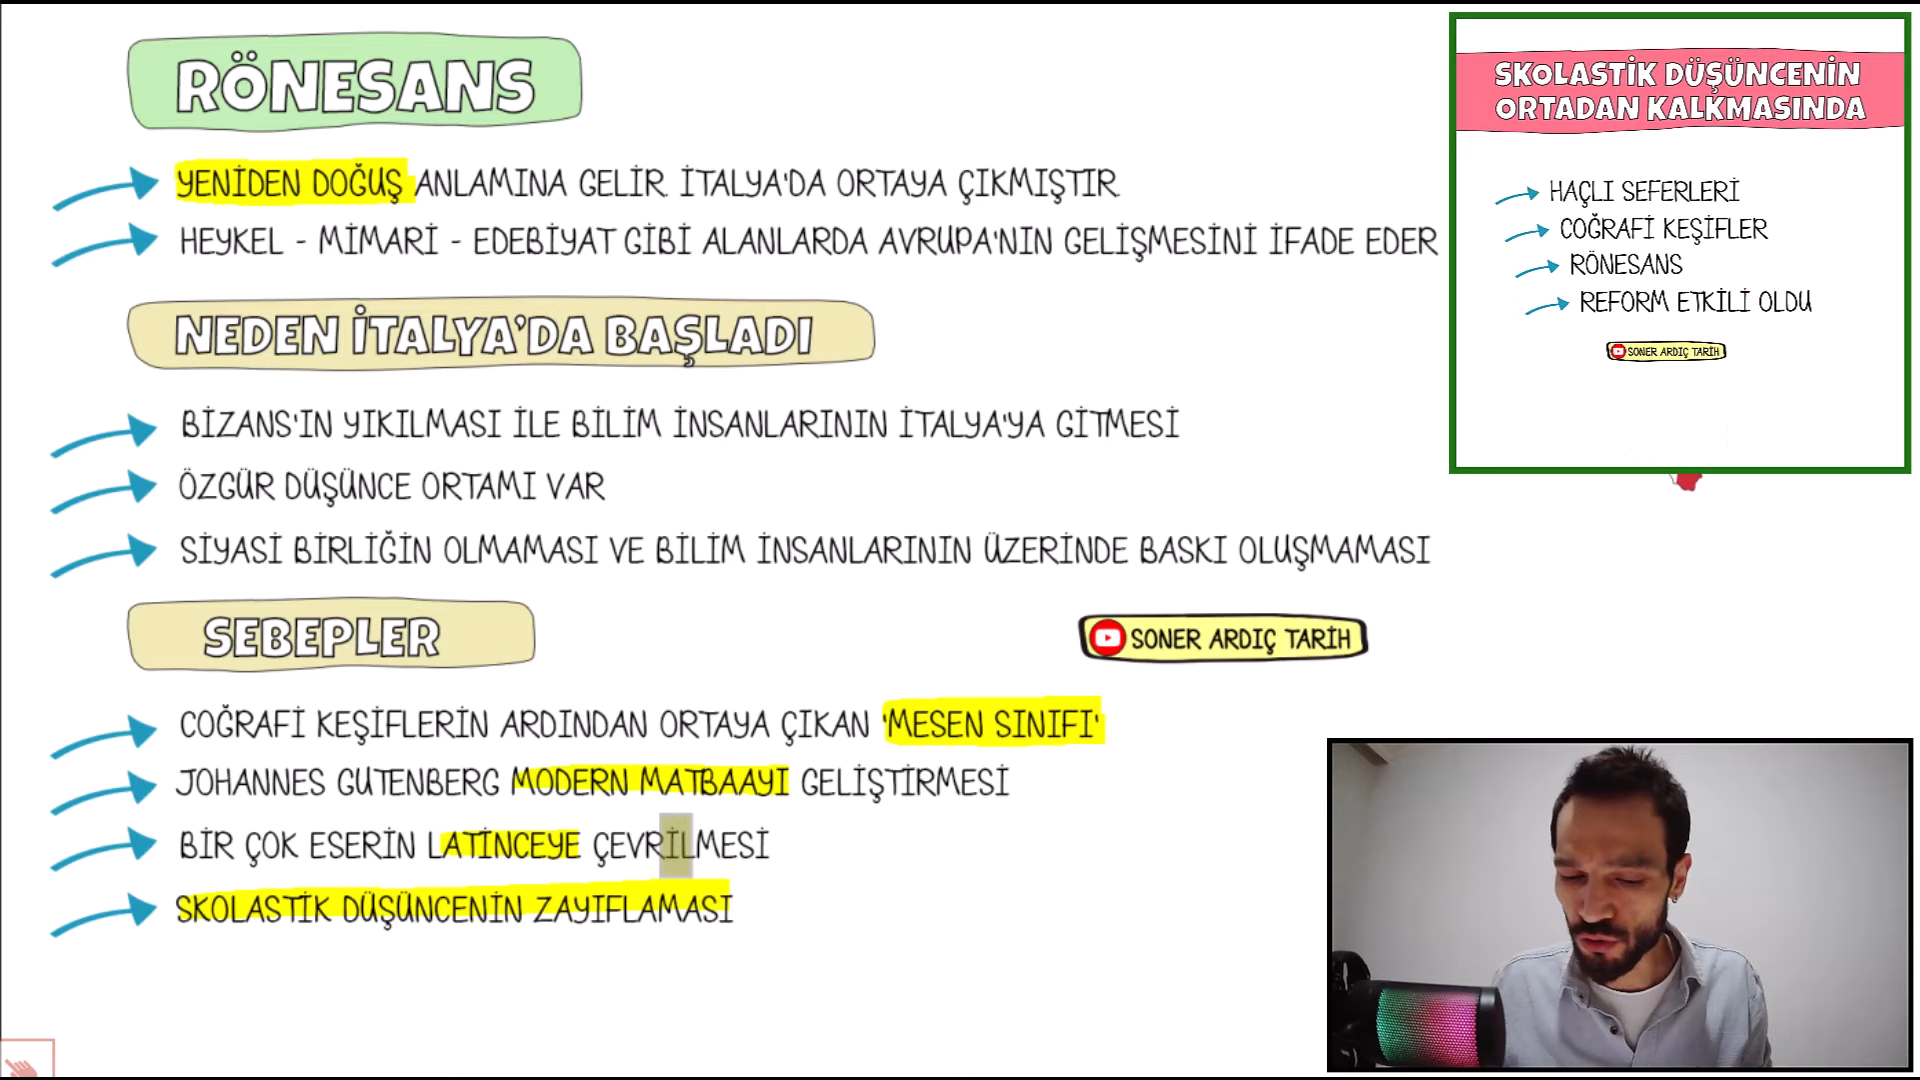 RÖNESANS
YENİDEN DOĞUŞ ANLAMINA GELİR. İTALYA'DA ORTAYA ÇIKMIŞTIR.
HEYKEL - MİMARİ - EDEBİYAT GİBİ ALANLARDA AVRUPA'NIN GELİŞMESİNİ İFADE EDER
NEDEN İTALYA'DA BAŞLADI
BİZANS'IN YIKILMASI İLE BİLİM İNSANLARININ İTALYA'YA GİTMESİ
ÖZGÜR DÜŞÜNCE ORTAMI VAR
SİYASİ BİRLİĞİN OLMAMASI VE BİLİM İNSANLARININ ÜZERİNDE BASKI OLUŞMAMASI
SEBEPLER
SONER ARDIÇ TARİH
COĞRAFİ KEŞİFLERİN ARDINDAN ORTAYA ÇIKAN 'MESEN SINIFI'
JOHANNES GUTENBERG MODERN MATBAAYI GELİŞTİRMESİ
BİR ÇOK ESERİN LATİNCEYE ÇEVRİLMESİ
SKOLASTİK DÜŞÜNCENİN ZAYIFLAMASI
SKOLASTİK DÜŞÜNCENİN
ORTADAN KALKMASINDA
HAÇLI SEFERLERİ
COĞRAFİ KEŞİFLER
RÖNESANS
REFORM ETKİLİ OLDU
SONER ARDIÇ TARİH